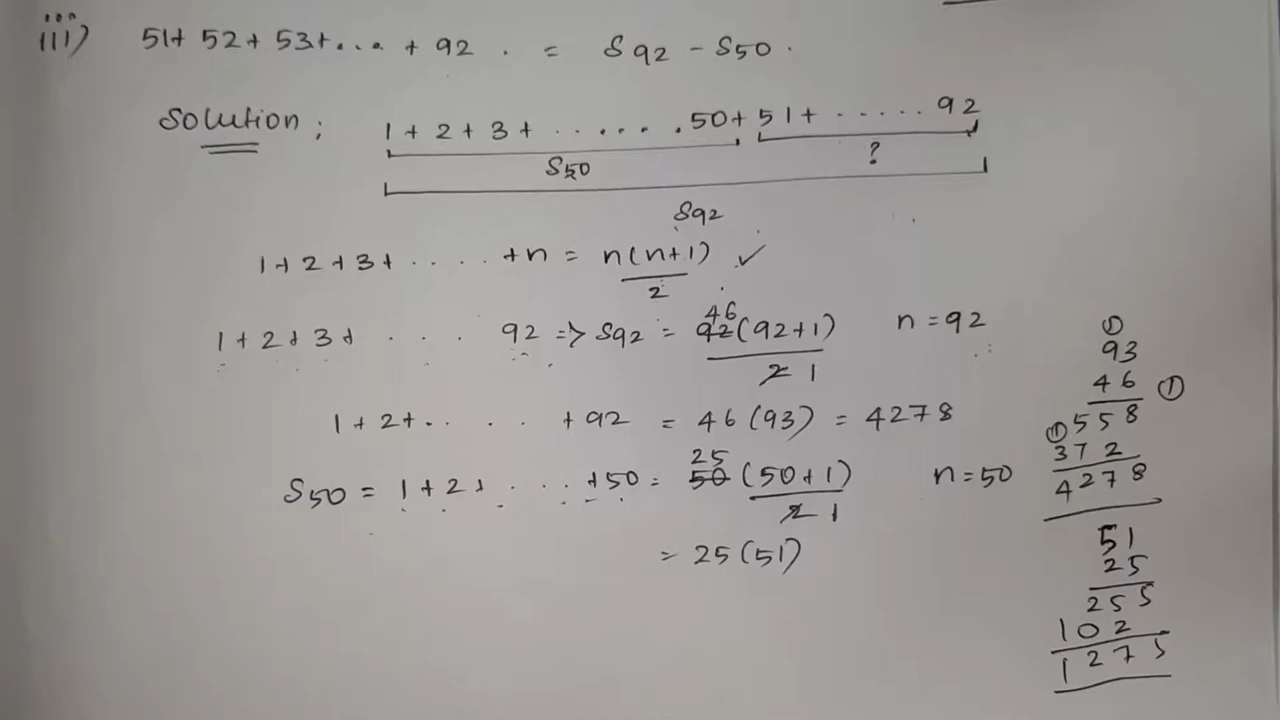 iii) 51+ 52 + 53+... + 92 . = S92 - S50.
Solution; 1 + 2 + 3 + ....... .50+ 51+ ...... 92
S50 ?
S92
1+2+3+ .... +n = n(n+1)/2 ✓
1+2+3+ ... 92 => S92 = 92 46 (92+1)/2 1 n = 92
1 + 2+.. .. . + 92 = 46 (93) = 4278
S50 = 1+2+ .... +50 = 50 25 (50+1)/2 1 n=50
= 25 (51)
①
93
46 ①
558
① 372
4278
51
25
255
102
1275